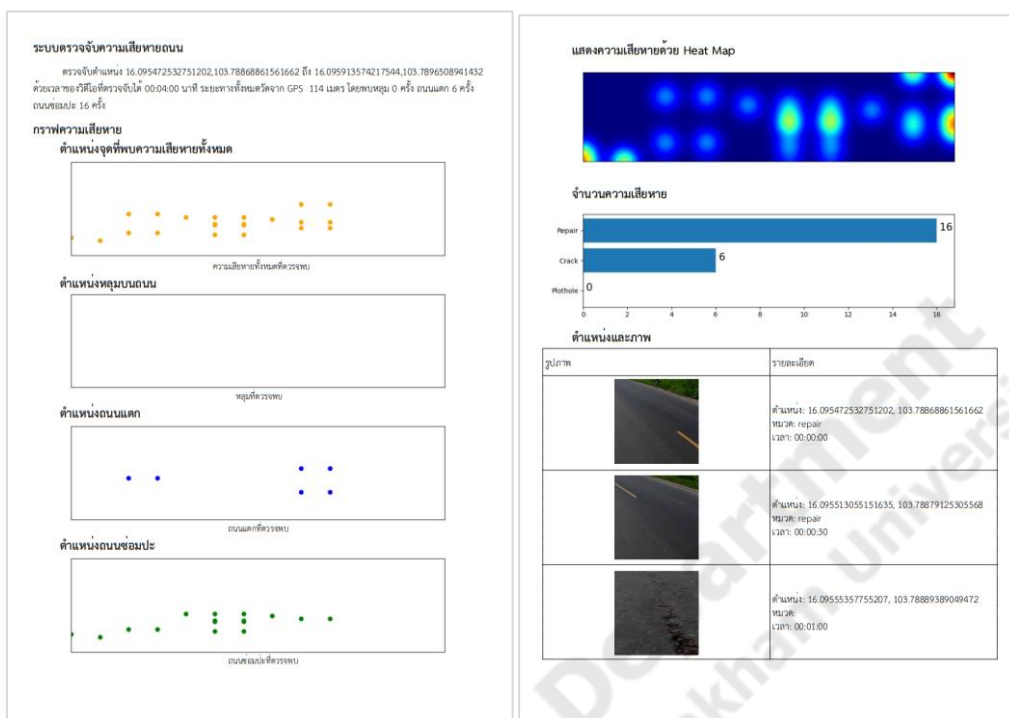 ระบบตรวจจับความเสียหายถนน
ตรวจจับตำแหน่ง 16.095472532751202,103.78868861561662 ถึง 16.095913574217544,103.7896508941432
ด้วยเวลาของวิดีโอที่ตรวจจับได้ 00:04:00 นาที ระยะทางทั้งหมดวัดจาก GPS 114 เมตร โดยพบหลุม 0 ครั้ง ถนนแตก 6 ครั้ง
ถนนซ่อมปะ 16 ครั้ง
กราฟความเสียหาย
ตำแหน่งจุดที่พบความเสียหายทั้งหมด
ความเสียหายทั้งหมดที่ตรวจพบ
ตำแหน่งหลุมบนถนน
หลุมที่ตรวจพบ
ตำแหน่งถนนแตก
ถนนแตกที่ตรวจพบ
ตำแหน่งถนนซ่อมปะ
ถนนซ่อมปะที่ตรวจพบ
แสดงความเสียหายด้วย Heat Map
จำนวนความเสียหาย
Repair 16
Crack 6
Plothole 0
0 2 4 6 8 10 12 14 16
ตำแหน่งและภาพ
รูปภาพ รายละเอียด
ตำแหน่ง: 16.095472532751202, 103.78868861561662
หมวด: repair
เวลา: 00:00:00
ตำแหน่ง: 16.095513055151635, 103.78879125305568
หมวด: repair
เวลา: 00:00:30
ตำแหน่ง: 16.09555357755207, 103.78889389049472
หมวด:
เวลา: 00:01:00